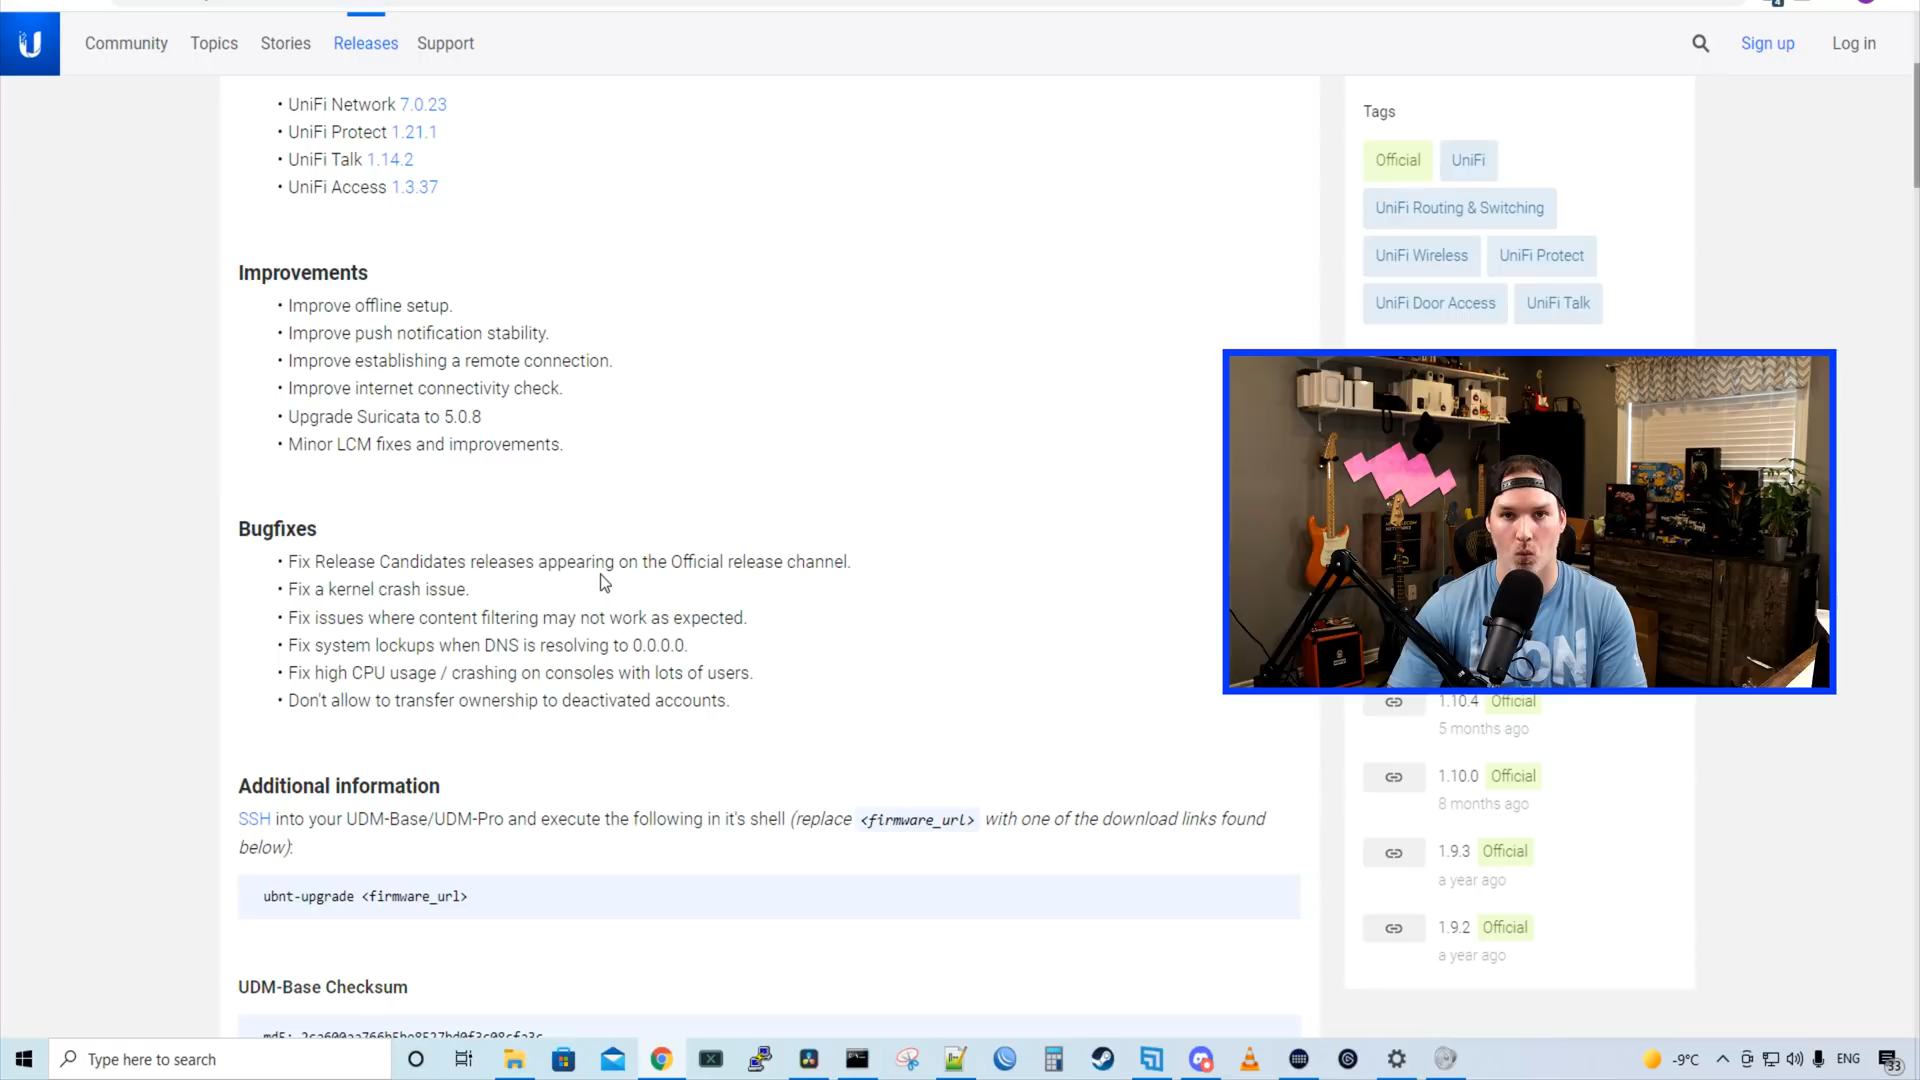 Community Topics Stories Releases Support
Sign up Log in
• UniFi Network 7.0.23
• UniFi Protect 1.21.1
• UniFi Talk 1.14.2
• UniFi Access 1.3.37
Improvements
• Improve offline setup.
• Improve push notification stability.
• Improve establishing a remote connection.
• Improve internet connectivity check.
• Upgrade Suricata to 5.0.8
• Minor LCM fixes and improvements.
Bugfixes
• Fix Release Candidates releases appearing on the Official release channel.
• Fix a kernel crash issue.
• Fix issues where content filtering may not work as expected.
• Fix system lockups when DNS is resolving to 0.0.0.0.
• Fix high CPU usage / crashing on consoles with lots of users.
• Don't allow to transfer ownership to deactivated accounts.
Additional information
SSH into your UDM-Base/UDM-Pro and execute the following in it's shell (replace <firmware_url> with one of the download links found
below):
ubnt-upgrade <firmware_url>
UDM-Base Checksum
Tags
Official UniFi
UniFi Routing & Switching
UniFi Wireless UniFi Protect
UniFi Door Access UniFi Talk
1.10.4 Official
5 months ago
1.10.0 Official
8 months ago
1.9.3 Official
a year ago
1.9.2 Official
a year ago
Type here to search
-9°C
ENG
33